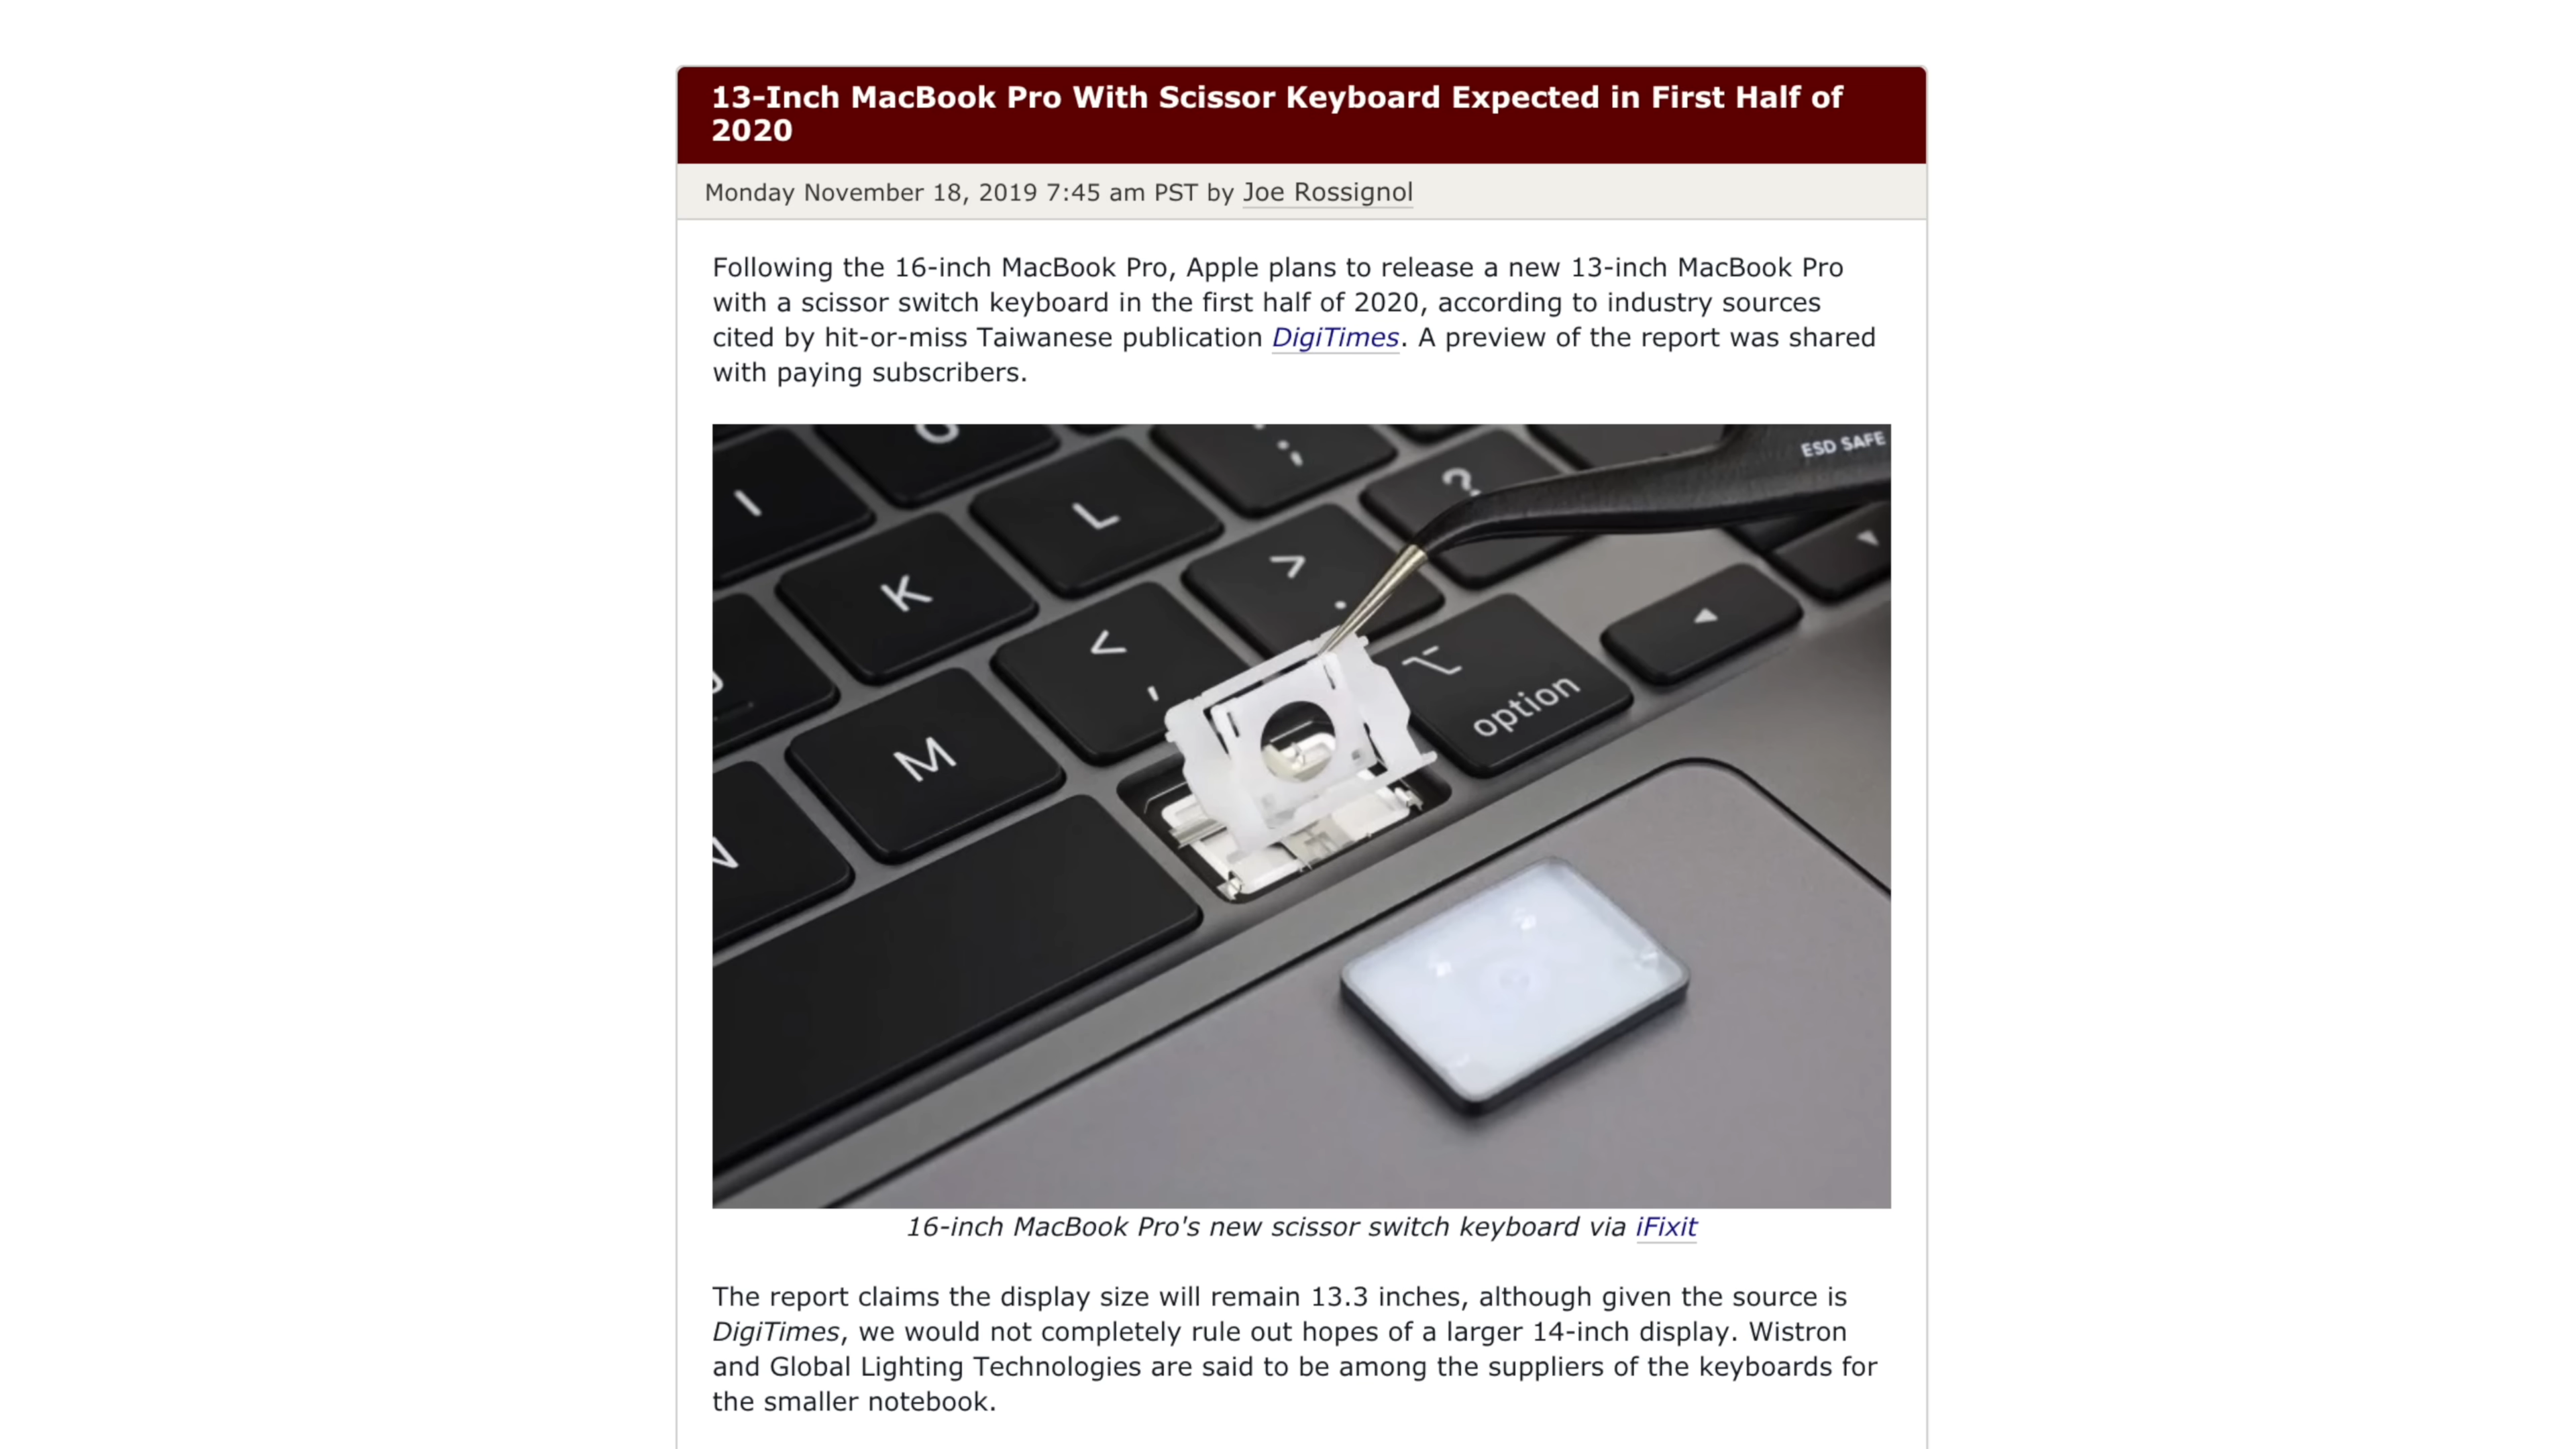 13-Inch MacBook Pro With Scissor Keyboard Expected in First Half of
2020
Monday November 18, 2019 7:45 am PST by Joe Rossignol
Following the 16-inch MacBook Pro, Apple plans to release a new 13-inch MacBook Pro
with a scissor switch keyboard in the first half of 2020, according to industry sources
cited by hit-or-miss Taiwanese publication DigiTimes. A preview of the report was shared
with paying subscribers.
ESD SAFE
I
O
L
;
?
K
>
.
<
,
M
N
option
16-inch MacBook Pro's new scissor switch keyboard via iFixit
The report claims the display size will remain 13.3 inches, although given the source is
DigiTimes, we would not completely rule out hopes of a larger 14-inch display. Wistron
and Global Lighting Technologies are said to be among the suppliers of the keyboards for
the smaller notebook.